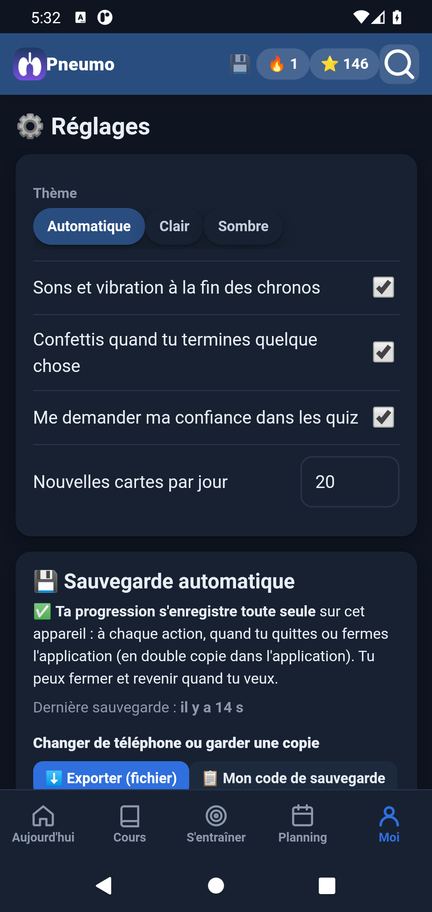 5:32
Pneumo
🔥 1
⭐ 146
⚙️ Réglages
Thème
Automatique
Clair
Sombre
Sons et vibration à la fin des chronos
Confettis quand tu termines quelque
chose
Me demander ma confiance dans les quiz
Nouvelles cartes par jour
20
💾 Sauvegarde automatique
✅ Ta progression s'enregistre toute seule sur cet
appareil : à chaque action, quand tu quittes ou fermes
l'application (en double copie dans l'application). Tu
peux fermer et revenir quand tu veux.
Dernière sauvegarde : il y a 14 s
Changer de téléphone ou garder une copie
⬇️ Exporter (fichier)
📋 Mon code de sauvegarde
Aujourd'hui
Cours
S'entraîner
Planning
Moi